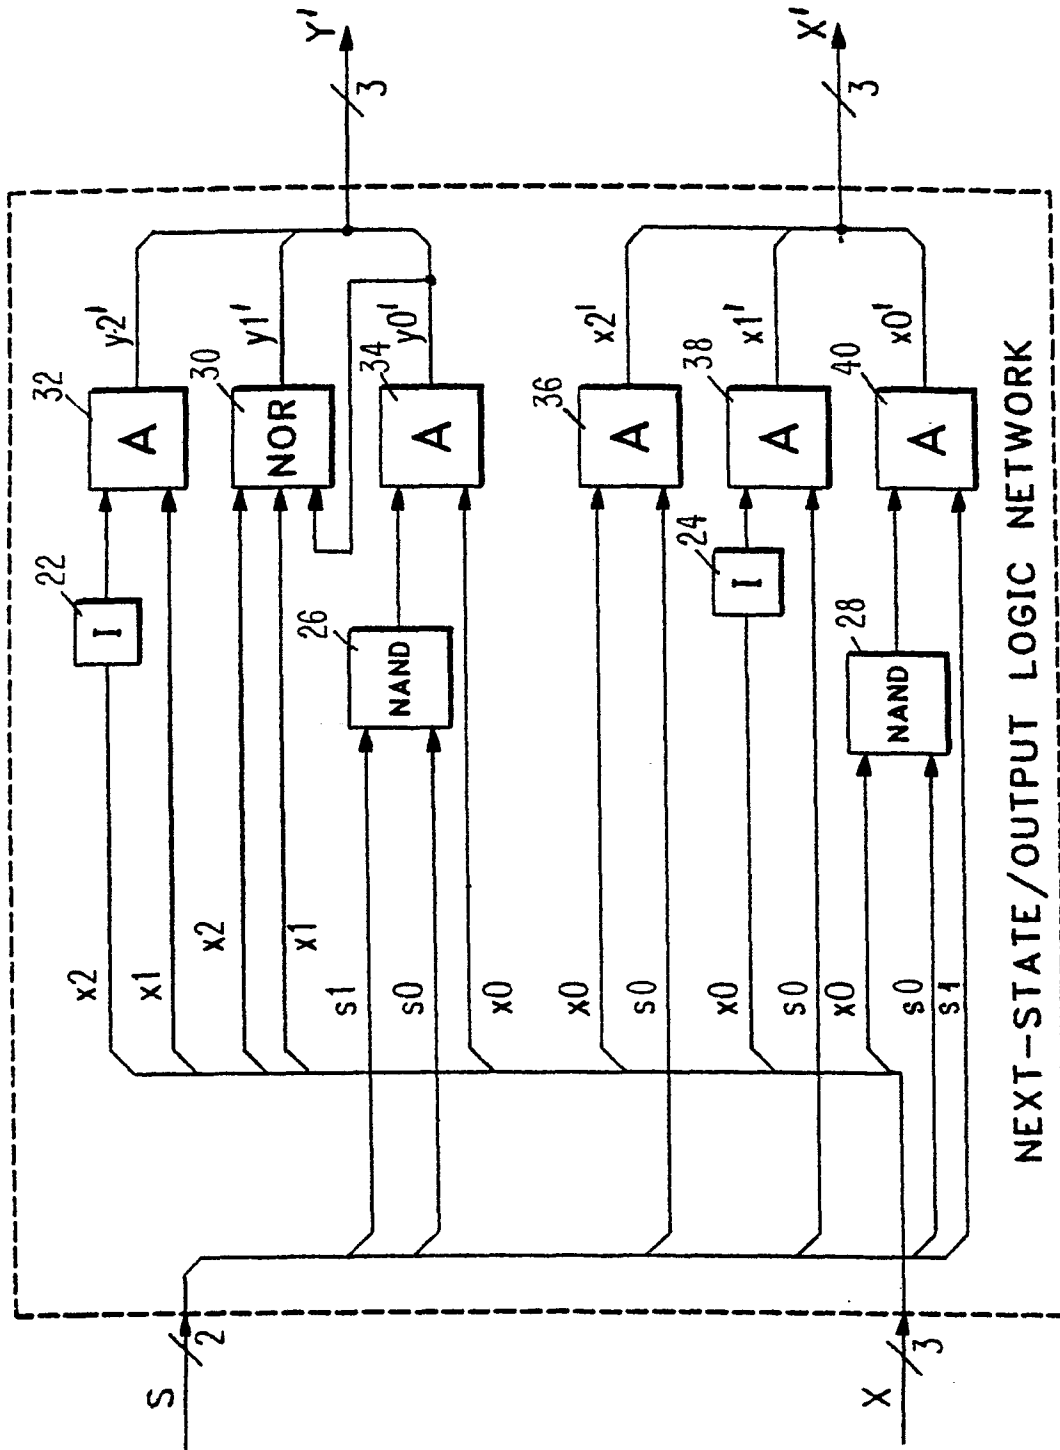 S
2
X
3
x2
x1
x2
x1
s1
s0
x0
x0
s0
x0
s0
x0
s0
s1
22
I
26
NAND
24
I
28
NAND
32
A
30
NOR
34
A
36
A
38
A
40
A
y2'
y1'
y0'
x2'
x1'
x0'
3
Y'
3
X'
NEXT-STATE/OUTPUT LOGIC NETWORK